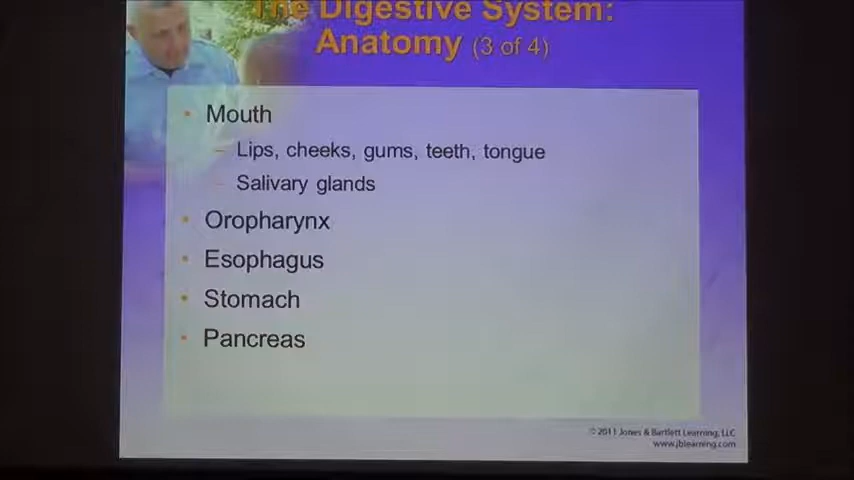 The Digestive System:
Anatomy (3 of 4)
• Mouth
– Lips, cheeks, gums, teeth, tongue
– Salivary glands
• Oropharynx
• Esophagus
• Stomach
• Pancreas
© 2011 Jones & Bartlett Learning, LLC
www.jblearning.com